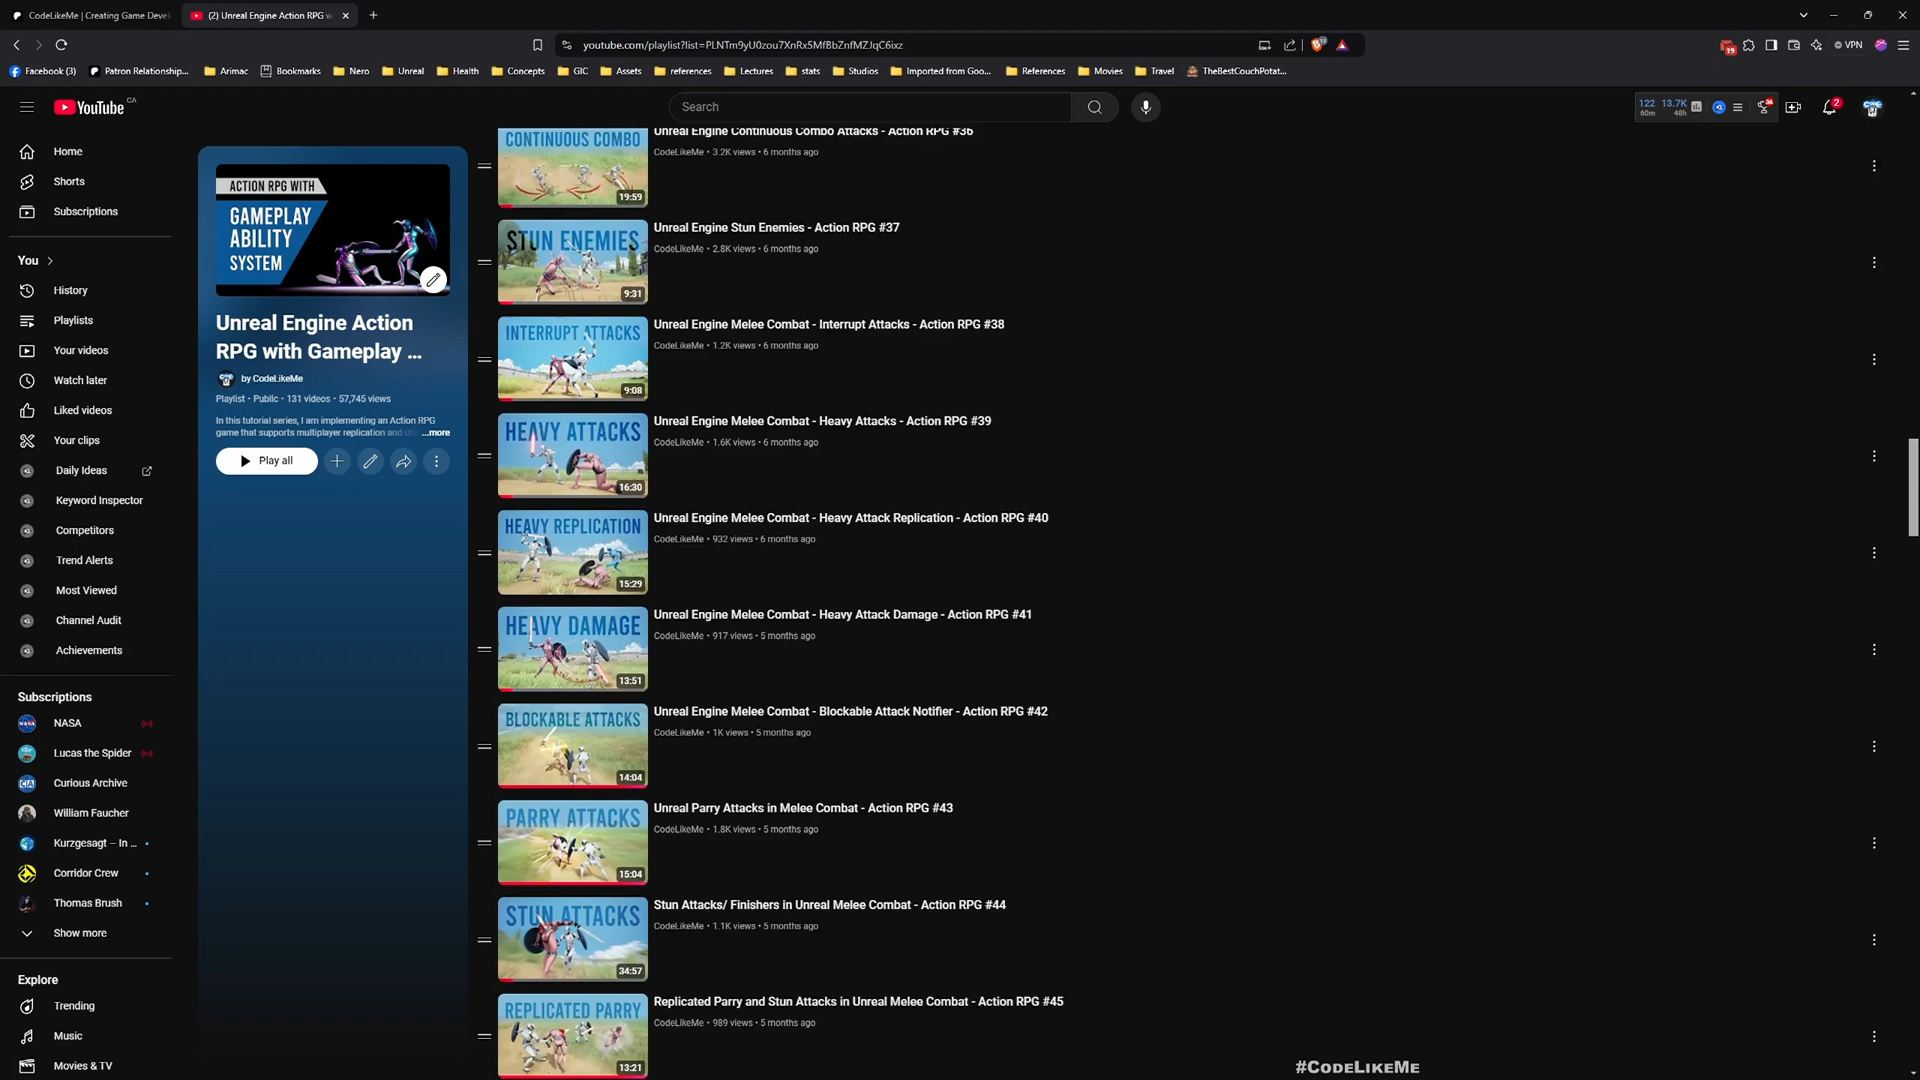 CodeLikeMe | Creating Game Devel
(2) Unreal Engine Action RPG w
youtube.com/playlist?list=PLNTm9yU0zou7XnRx5MfBbZnfMZJqC6ixz
VPN
Facebook (3)
Patron Relationship...
Arimac
Bookmarks
Nero
Unreal
Health
Concepts
GIC
Assets
references
Lectures
stats
Studios
Imported from Goo...
References
Movies
Travel
TheBestCouchPotat...
YouTube CA
Search
122 60m
13.7K 48h
2
Home
Shorts
Subscriptions
You
History
Playlists
Your videos
Watch later
Liked videos
Your clips
Daily Ideas
Keyword Inspector
Competitors
Trend Alerts
Most Viewed
Channel Audit
Achievements
Subscriptions
NASA
Lucas the Spider
Curious Archive
William Faucher
Kurzgesagt – In ...
Corridor Crew
Thomas Brush
Show more
Explore
Trending
Music
Movies & TV
ACTION RPG WITH
GAMEPLAY
ABILITY
SYSTEM
Unreal Engine Action
RPG with Gameplay ...
by CodeLikeMe
Playlist • Public • 131 videos • 57,745 views
In this tutorial series, I am implementing an Action RPG
game that supports multiplayer replication and
...more
Play all
CONTINUOUS COMBO
19:59
Unreal Engine Continuous Combo Attacks - Action RPG #36
CodeLikeMe • 3.2K views • 6 months ago
STUN ENEMIES
9:31
Unreal Engine Stun Enemies - Action RPG #37
CodeLikeMe • 2.8K views • 6 months ago
INTERRUPT ATTACKS
9:08
Unreal Engine Melee Combat - Interrupt Attacks - Action RPG #38
CodeLikeMe • 1.2K views • 6 months ago
HEAVY ATTACKS
16:30
Unreal Engine Melee Combat - Heavy Attacks - Action RPG #39
CodeLikeMe • 1.6K views • 6 months ago
HEAVY REPLICATION
15:29
Unreal Engine Melee Combat - Heavy Attack Replication - Action RPG #40
CodeLikeMe • 932 views • 6 months ago
HEAVY DAMAGE
13:51
Unreal Engine Melee Combat - Heavy Attack Damage - Action RPG #41
CodeLikeMe • 917 views • 5 months ago
BLOCKABLE ATTACKS
14:04
Unreal Engine Melee Combat - Blockable Attack Notifier - Action RPG #42
CodeLikeMe • 1K views • 5 months ago
PARRY ATTACKS
15:04
Unreal Parry Attacks in Melee Combat - Action RPG #43
CodeLikeMe • 1.8K views • 5 months ago
STUN ATTACKS
34:57
Stun Attacks/ Finishers in Unreal Melee Combat - Action RPG #44
CodeLikeMe • 1.1K views • 5 months ago
REPLICATED PARRY
13:21
Replicated Parry and Stun Attacks in Unreal Melee Combat - Action RPG #45
CodeLikeMe • 989 views • 5 months ago
#CodeLikeMe